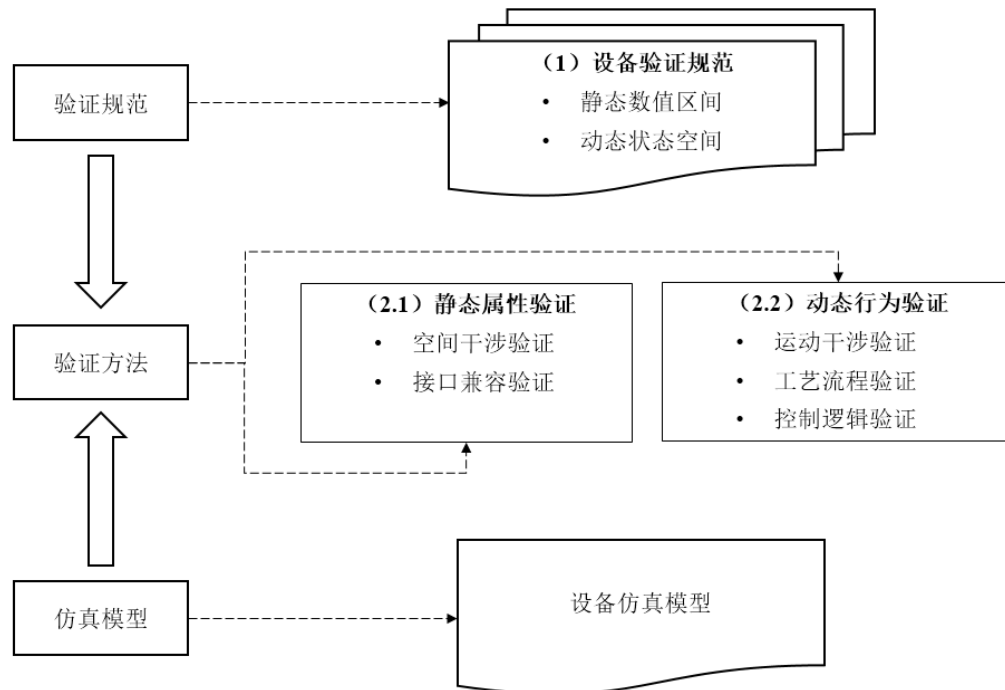 （1）设备验证规范
验证规范
• 静态数值区间
• 动态状态空间
（2.1）静态属性验证
（2.2）动态行为验证
验证方法
• 空间干涉验证
• 接口兼容验证
• 运动干涉验证
• 工艺流程验证
• 控制逻辑验证
仿真模型
设备仿真模型